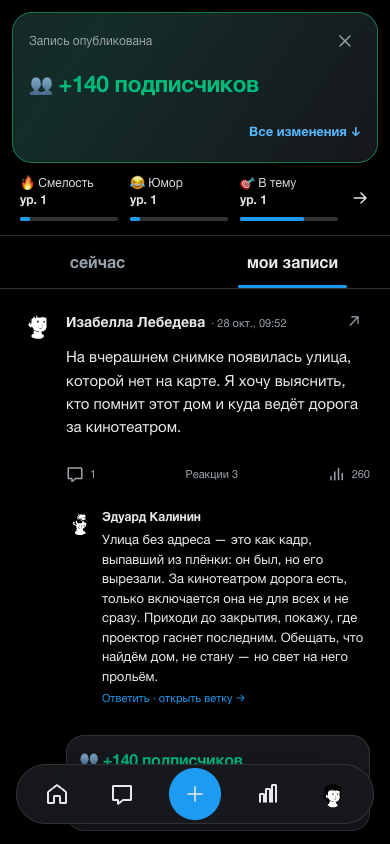 Запись опубликована
👥 +140 подписчиков
Все изменения ↓
🔥 Смелость
ур. 1
😂 Юмор
ур. 1
🎯 В тему
ур. 1
сейчас
мои записи
Изабелла Лебедева · 28 окт., 09:52
На вчерашнем снимке появилась улица,
которой нет на карте. Я хочу выяснить,
кто помнит этот дом и куда ведёт дорога
за кинотеатром.
1
Реакции 3
260
Эдуард Калинин
Улица без адреса — это как кадр,
выпавший из плёнки: он был, но его
вырезали. За кинотеатром дорога есть,
только включается она не для всех и не
сразу. Приходи до закрытия, покажу, где
проектор гаснет последним. Обещать, что
найдём дом, не стану — но свет на него
прольём.
Ответить · открыть ветку →
👥 +140 подписчиков